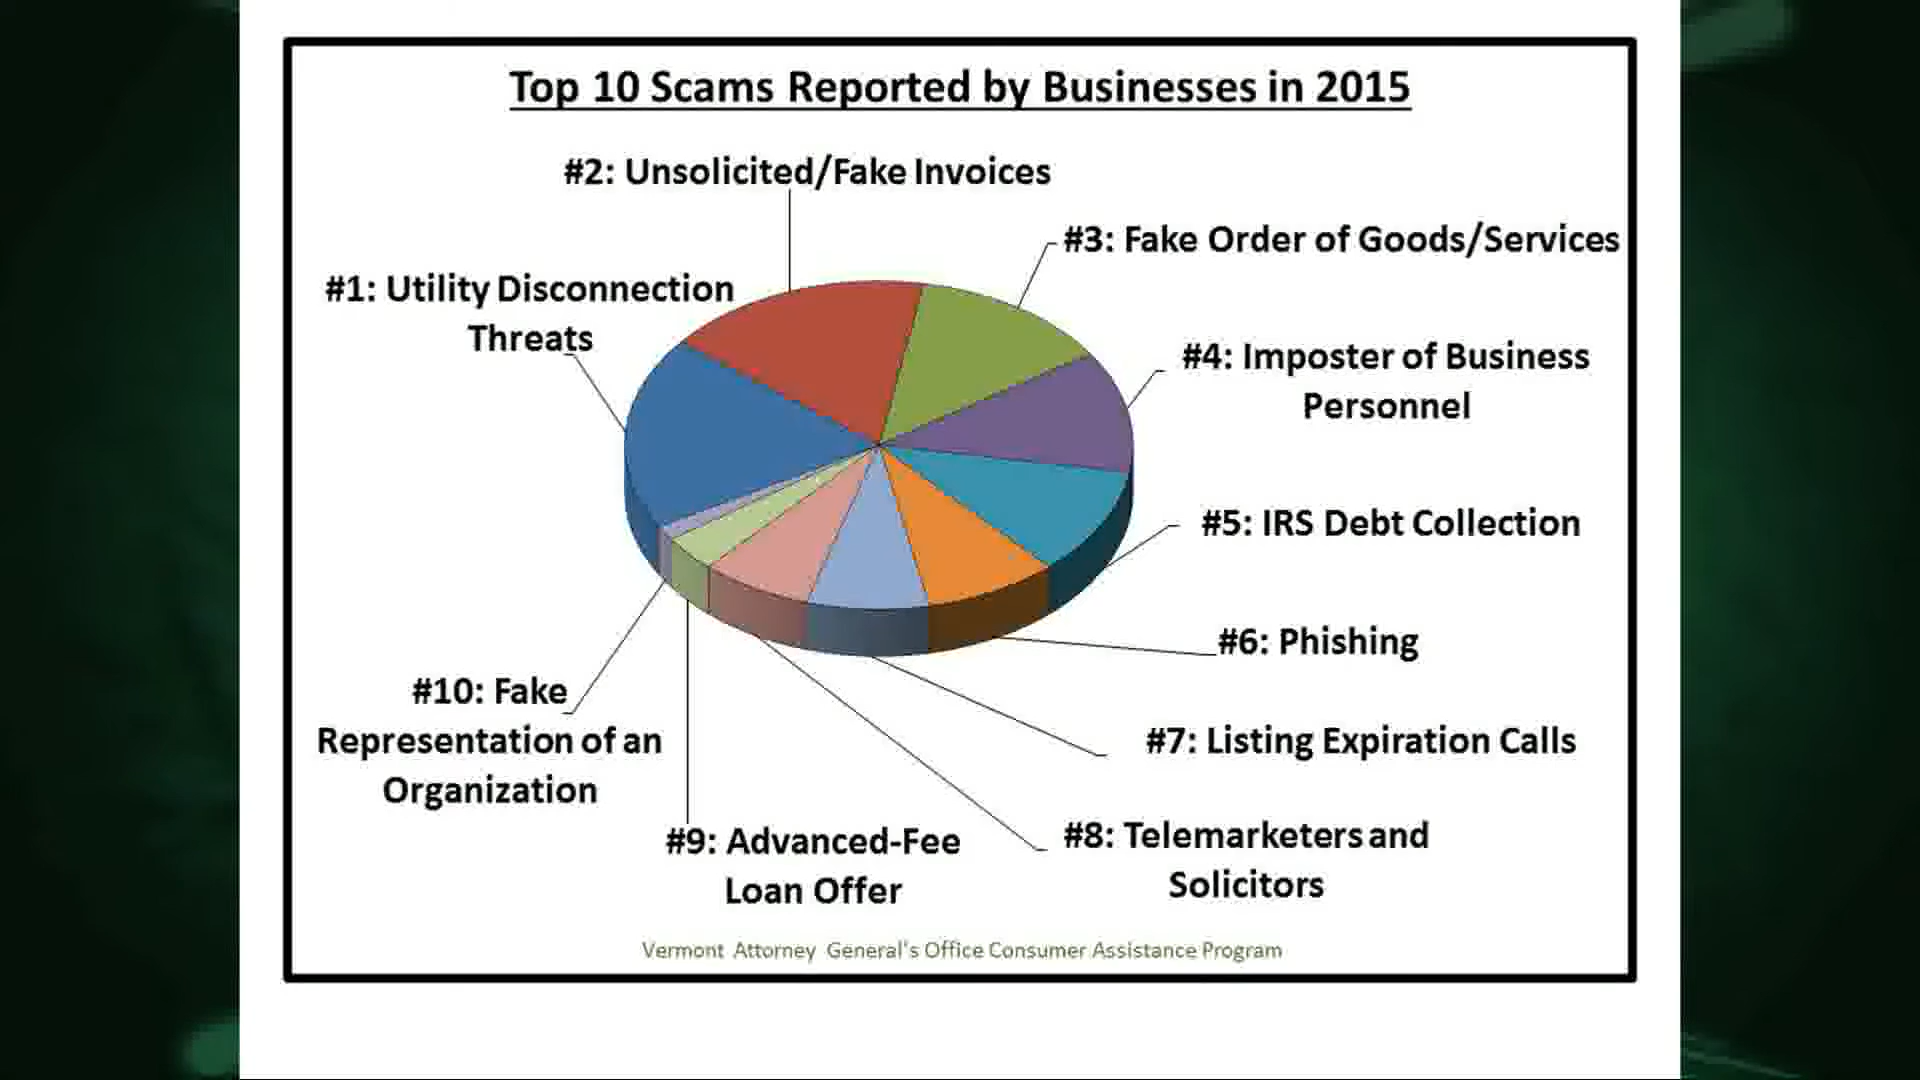 Top 10 Scams Reported by Businesses in 2015
#2: Unsolicited/Fake Invoices
#3: Fake Order of Goods/Services
#1: Utility Disconnection
Threats
#4: Imposter of Business
Personnel
#5: IRS Debt Collection
#6: Phishing
#10: Fake
Representation of an
Organization
#7: Listing Expiration Calls
#9: Advanced-Fee
Loan Offer
#8: Telemarketers and
Solicitors
Vermont Attorney General's Office Consumer Assistance Program